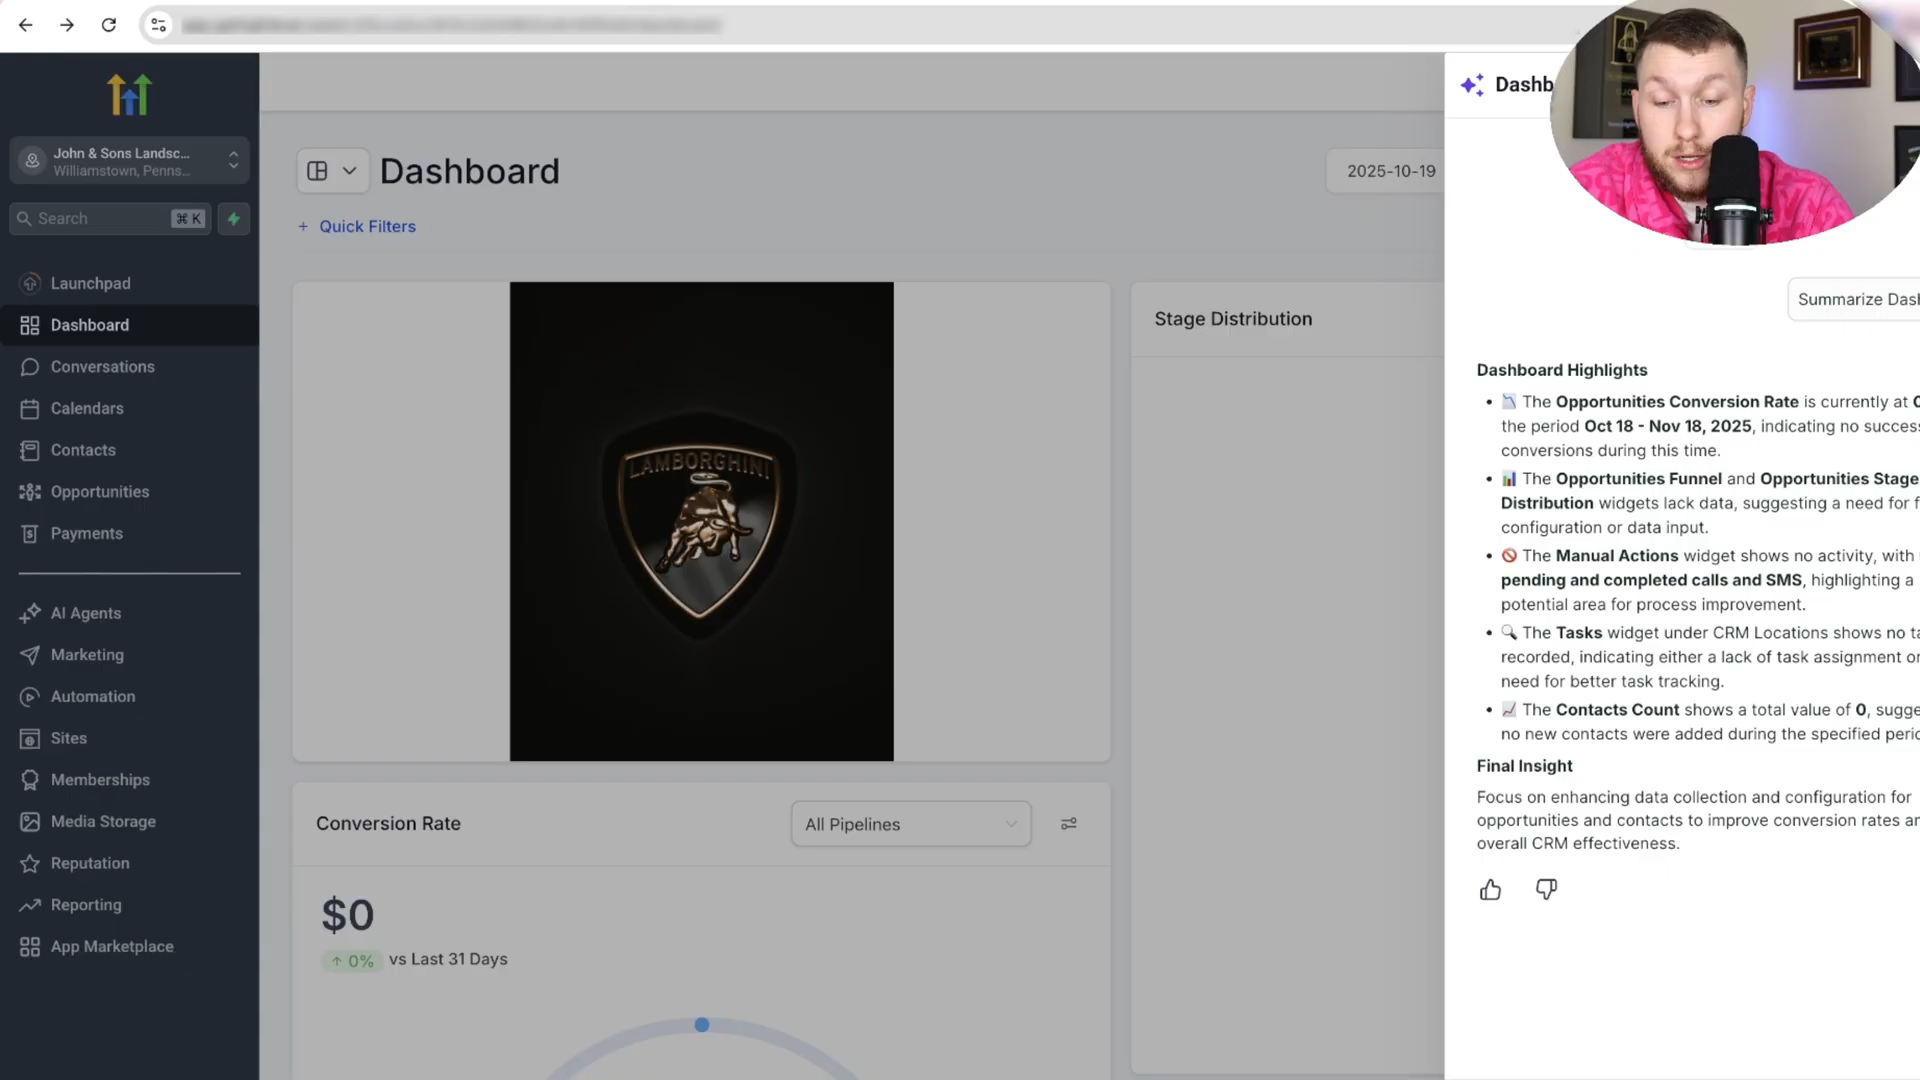 Dashb
John & Sons Landsc...
Williamstown, Penns...
Search
⌘ K
Dashboard
2025-10-19
+ Quick Filters
Launchpad
Dashboard
Conversations
Calendars
Contacts
Opportunities
Payments
AI Agents
Marketing
Automation
Sites
Memberships
Media Storage
Reputation
Reporting
App Marketplace
LAMBORGHINI
Stage Distribution
Conversion Rate
All Pipelines
$0
↑ 0% vs Last 31 Days
Summarize Dash
Dashboard Highlights
• The Opportunities Conversion Rate is currently at
the period Oct 18 - Nov 18, 2025, indicating no success
conversions during this time.
• The Opportunities Funnel and Opportunities Stage
Distribution widgets lack data, suggesting a need for f
configuration or data input.
• The Manual Actions widget shows no activity, with
pending and completed calls and SMS, highlighting a
potential area for process improvement.
• The Tasks widget under CRM Locations shows no ta
recorded, indicating either a lack of task assignment or
need for better task tracking.
• The Contacts Count shows a total value of 0, sugge
no new contacts were added during the specified perio
Final Insight
Focus on enhancing data collection and configuration for
opportunities and contacts to improve conversion rates an
overall CRM effectiveness.